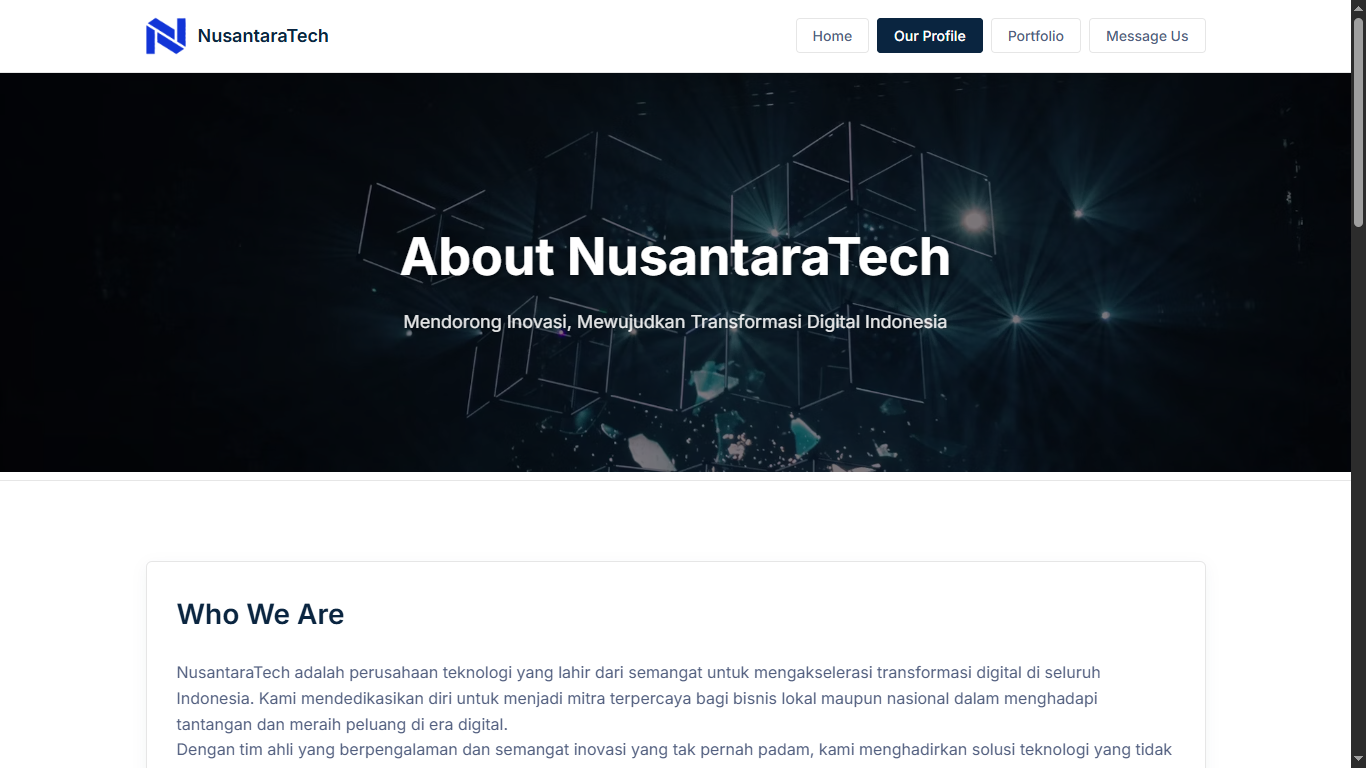 NusantaraTech
Home
Our Profile
Portfolio
Message Us
About NusantaraTech
Mendorong Inovasi, Mewujudkan Transformasi Digital Indonesia
Who We Are
NusantaraTech adalah perusahaan teknologi yang lahir dari semangat untuk mengakselerasi transformasi digital di seluruh
Indonesia. Kami mendedikasikan diri untuk menjadi mitra terpercaya bagi bisnis lokal maupun nasional dalam menghadapi
tantangan dan meraih peluang di era digital.
Dengan tim ahli yang berpengalaman dan semangat inovasi yang tak pernah padam, kami menghadirkan solusi teknologi yang tidak